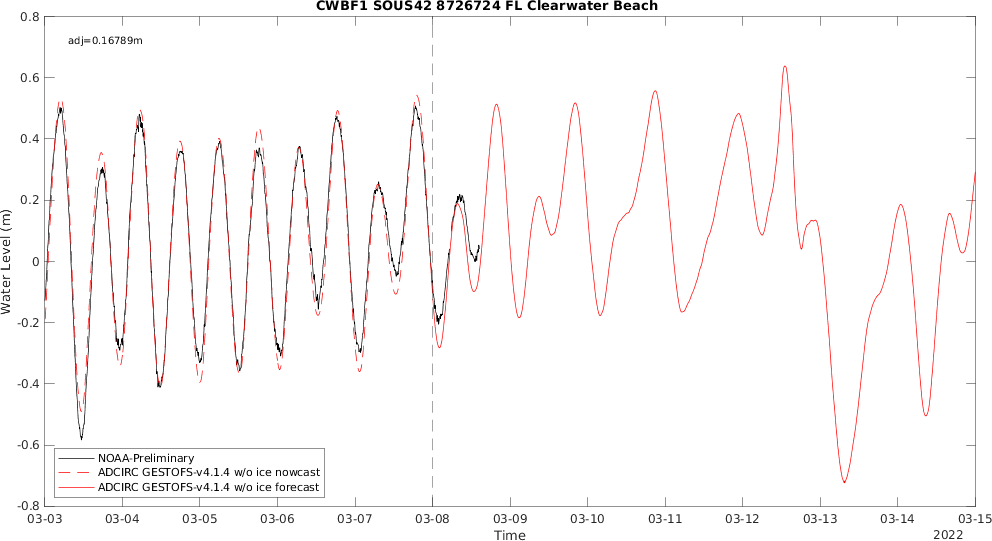 CWBF1 SOUS42 8726724 FL Clearwater Beach
adj=0.16789m
0.8
0.6
0.4
0.2
0
-0.2
-0.4
-0.6
-0.8
Water Level (m)
NOAA-Preliminary
ADCIRC GESTOFS-v4.1.4 w/o ice nowcast
ADCIRC GESTOFS-v4.1.4 w/o ice forecast
03-03 03-04 03-05 03-06 03-07 03-08 03-09 03-10 03-11 03-12 03-13 03-14 03-15
Time
2022